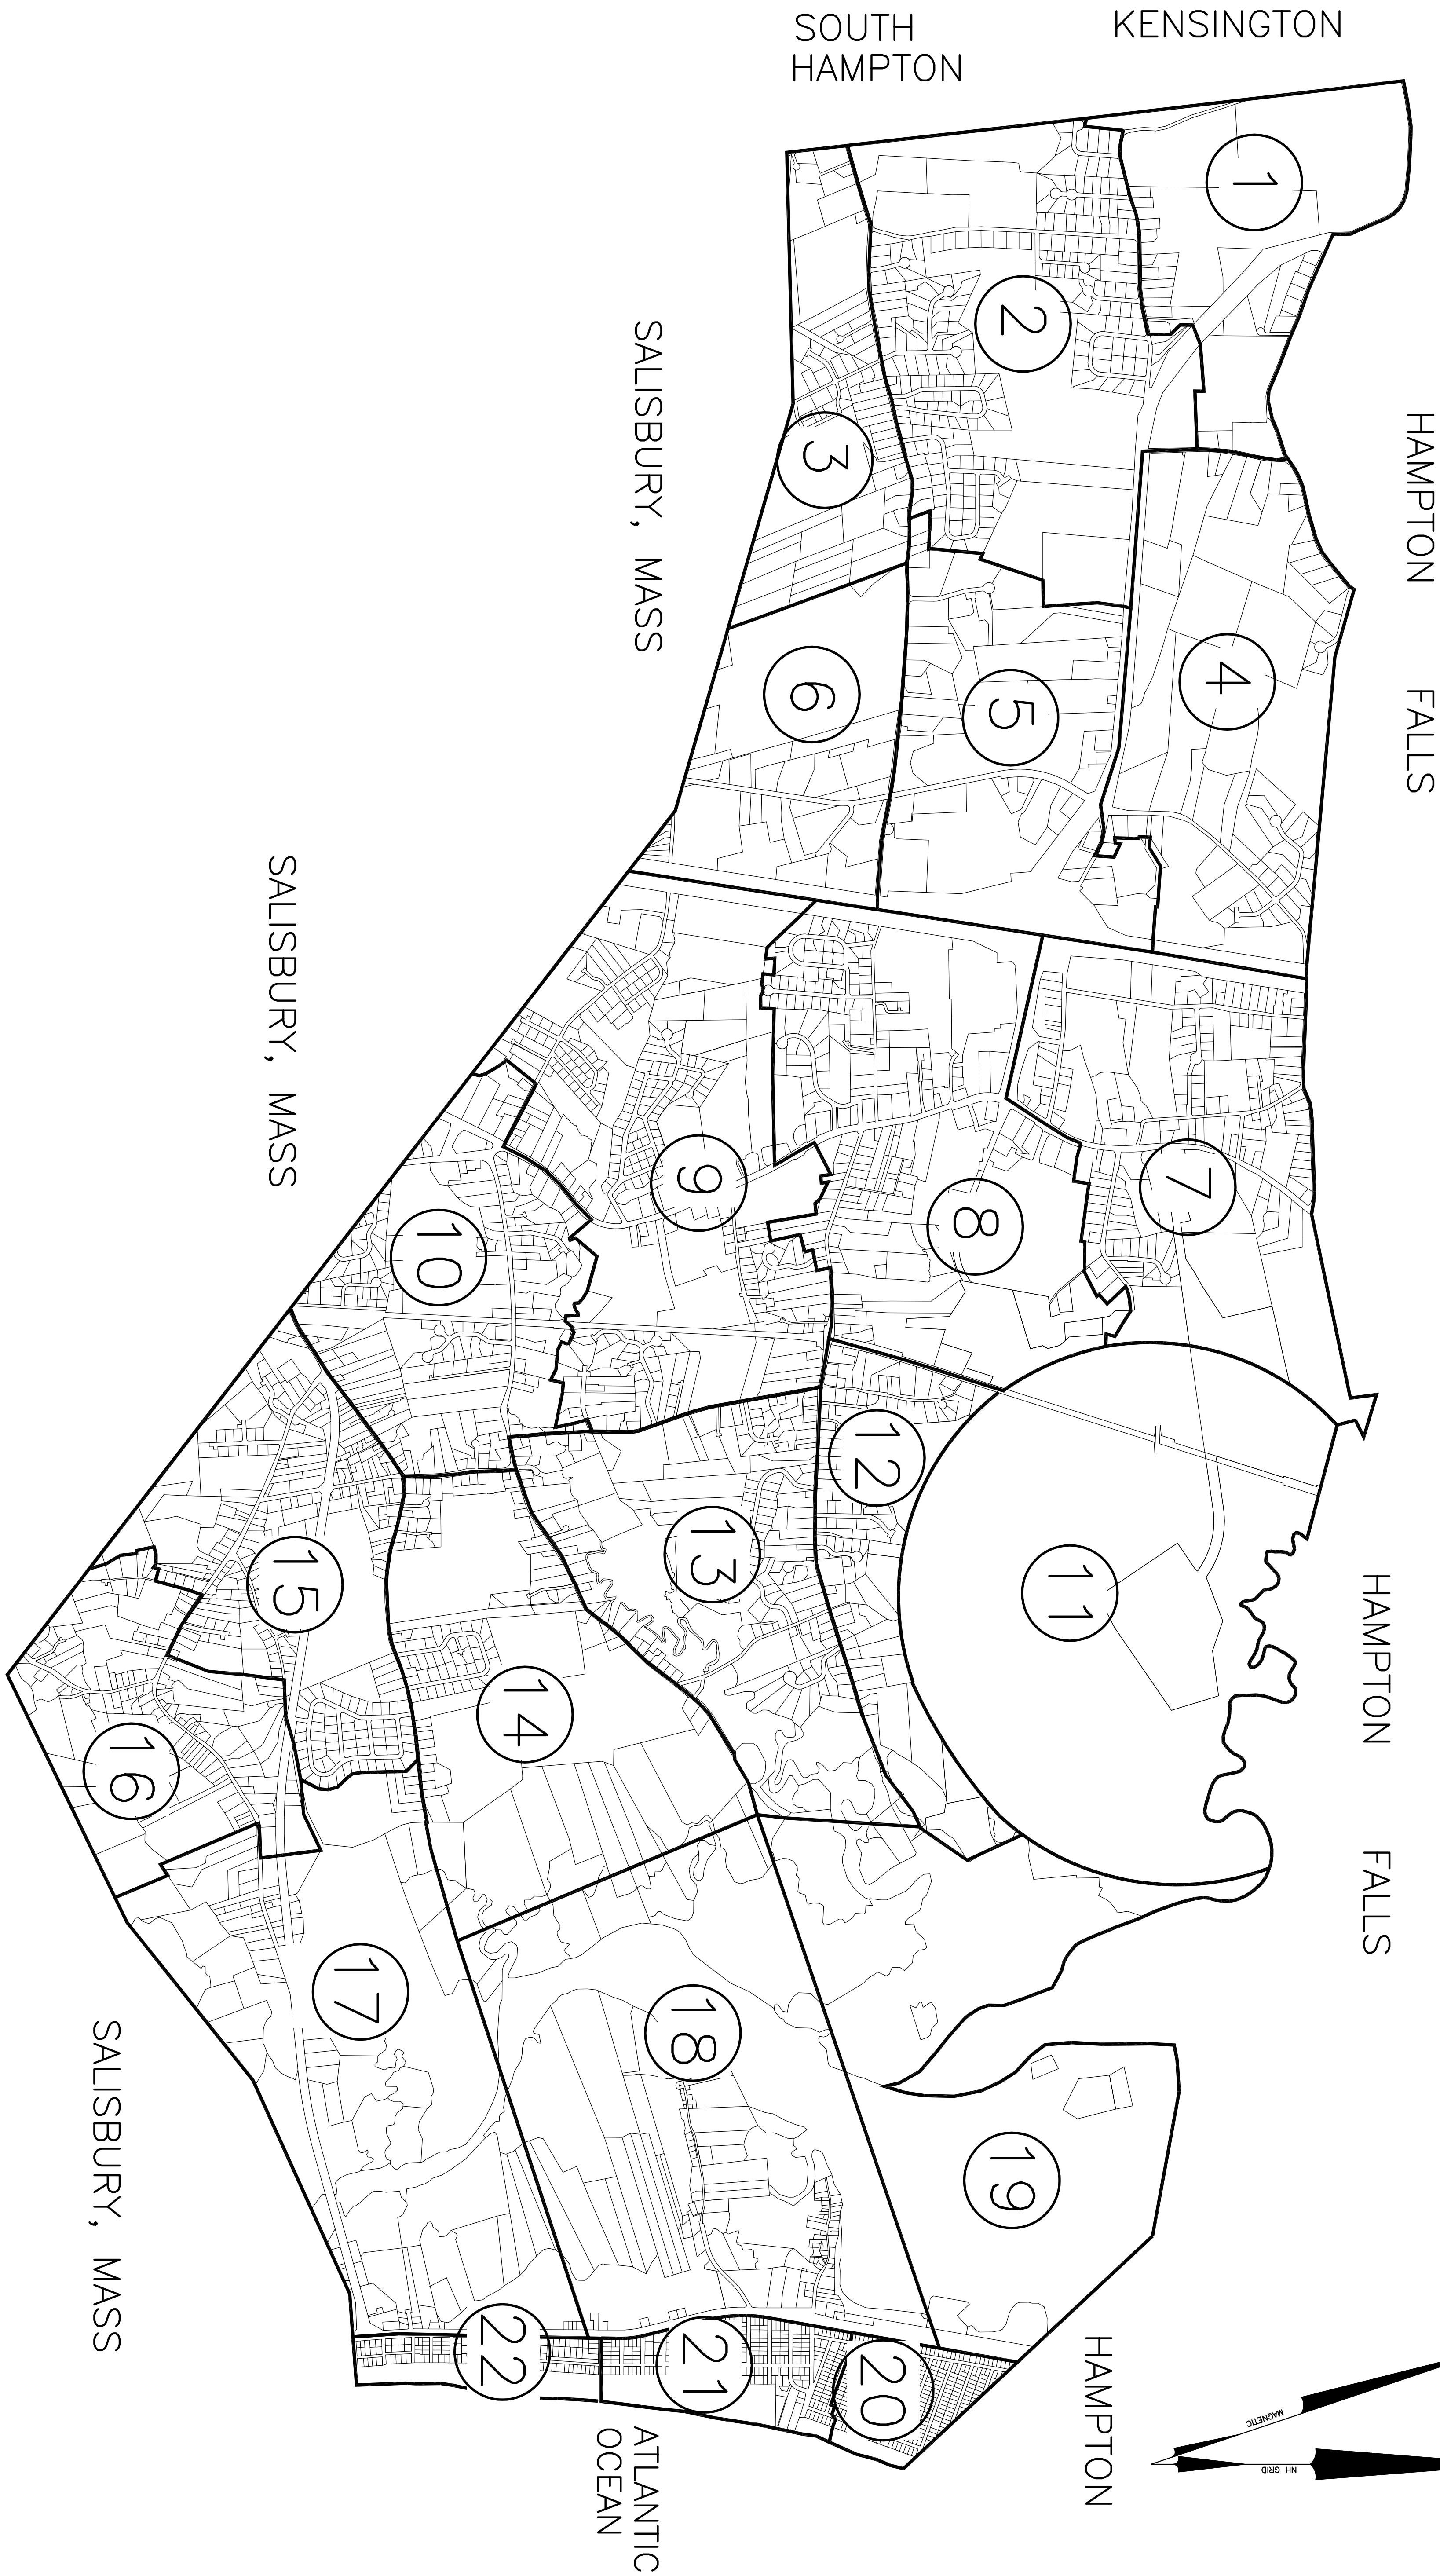 SOUTH
HAMPTON
KENSINGTON
1
2
3
SALISBURY, MASS
HAMPTON FALLS
4
5
6
SALISBURY, MASS
7
8
9
10
11
12
13
14
15
16
HAMPTON FALLS
17
18
19
SALISBURY, MASS
20
21
22
HAMPTON
ATLANTIC
OCEAN
MAGNETIC
NH GRID